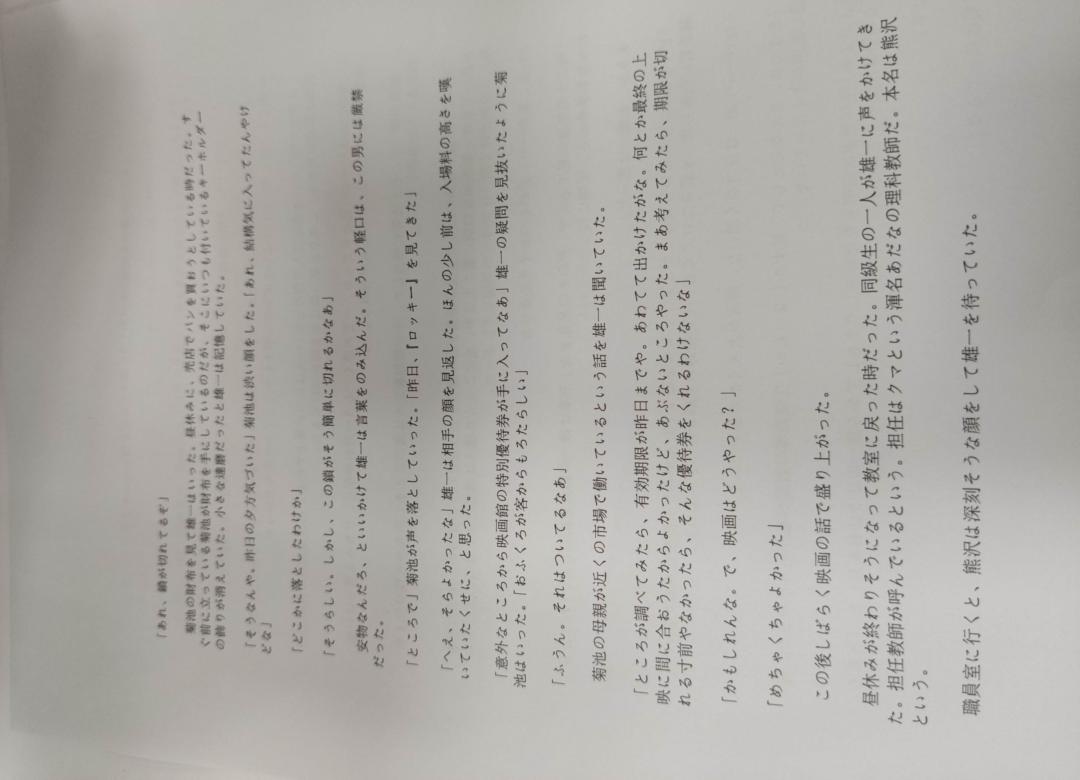 「あれ、鎖が切れてるぞ」
菊池の財布を見て雄一はいった。昼休みに、売店でパンを買おうとしている時だった。す
ぐ前に立っている菊池が財布を手にしているのだが、そこにいつも付いているキーホルダー
の飾りが消えていた。小さな達磨だったと雄一は記憶していた。
「そうなんや。昨日の夕方気づいた」菊池は渋い顔をした。「あれ、結構気に入ってたんやけ
どな」
「どこかに落としたわけか」
「そうらしい。しかし、この鎖がそう簡単に切れるかなあ」
安物なんだろ、といいかけて雄一は言葉をのみ込んだ。そういう軽口は、この男には厳禁
だった。
「ところで」菊池が声を落としていった。「昨日、『ロッキー』を見てきた」
「へえ、そらよかったな」雄一は相手の顔を見返した。ほんの少し前は、入場料の高さを嘆
いていたくせに、と思った。
「意外なところから映画館の特別優待券が手に入ってなあ」雄一の疑問を見抜いたように菊
池はいった。「おふくろが客からもろたらしい」
「ふうん。それはついてるなあ」
菊池の母親が近くの市場で働いているという話を雄一は聞いていた。
「ところが調べてみたら、有効期限が昨日までや。あわてて出かけたがな。何とか最終の上
映に間に合おうたからよかったけど、あぶないところやった。まあ考えてみたら、期限が切
れる寸前やなかったら、そんな優待券をくれるわけないな」
「かもしれんな。で、映画はどうやった？」
「めちゃくちゃよかった」
この後しばらく映画の話で盛り上がった。
昼休みが終わりそうになって教室に戻った時だった。同級生の一人が雄一に声をかけてき
た。担任教師が呼んでいるという。担任はクマという渾名あだなの理科教師だ。本名は熊沢
という。
職員室に行くと、熊沢は深刻そうな顔をして雄一を待っていた。